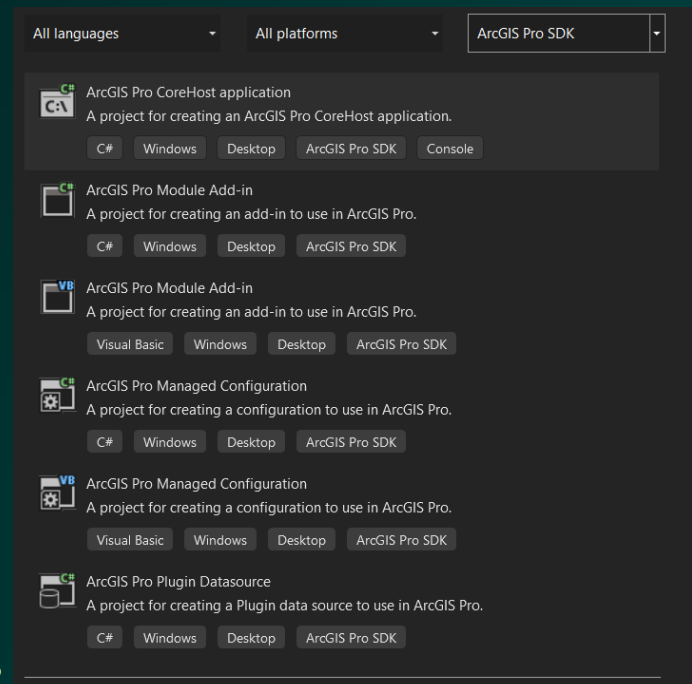 All languages
All platforms
ArcGIS Pro SDK
C#
C:\
ArcGIS Pro CoreHost application
A project for creating an ArcGIS Pro CoreHost application.
C# Windows Desktop ArcGIS Pro SDK Console
C#
ArcGIS Pro Module Add-in
A project for creating an add-in to use in ArcGIS Pro.
C# Windows Desktop ArcGIS Pro SDK
VB
ArcGIS Pro Module Add-in
A project for creating an add-in to use in ArcGIS Pro.
Visual Basic Windows Desktop ArcGIS Pro SDK
C#
ArcGIS Pro Managed Configuration
A project for creating a configuration to use in ArcGIS Pro.
C# Windows Desktop ArcGIS Pro SDK
VB
ArcGIS Pro Managed Configuration
A project for creating a configuration to use in ArcGIS Pro.
Visual Basic Windows Desktop ArcGIS Pro SDK
C#
ArcGIS Pro Plugin Datasource
A project for creating a Plugin data source to use in ArcGIS Pro.
C# Windows Desktop ArcGIS Pro SDK